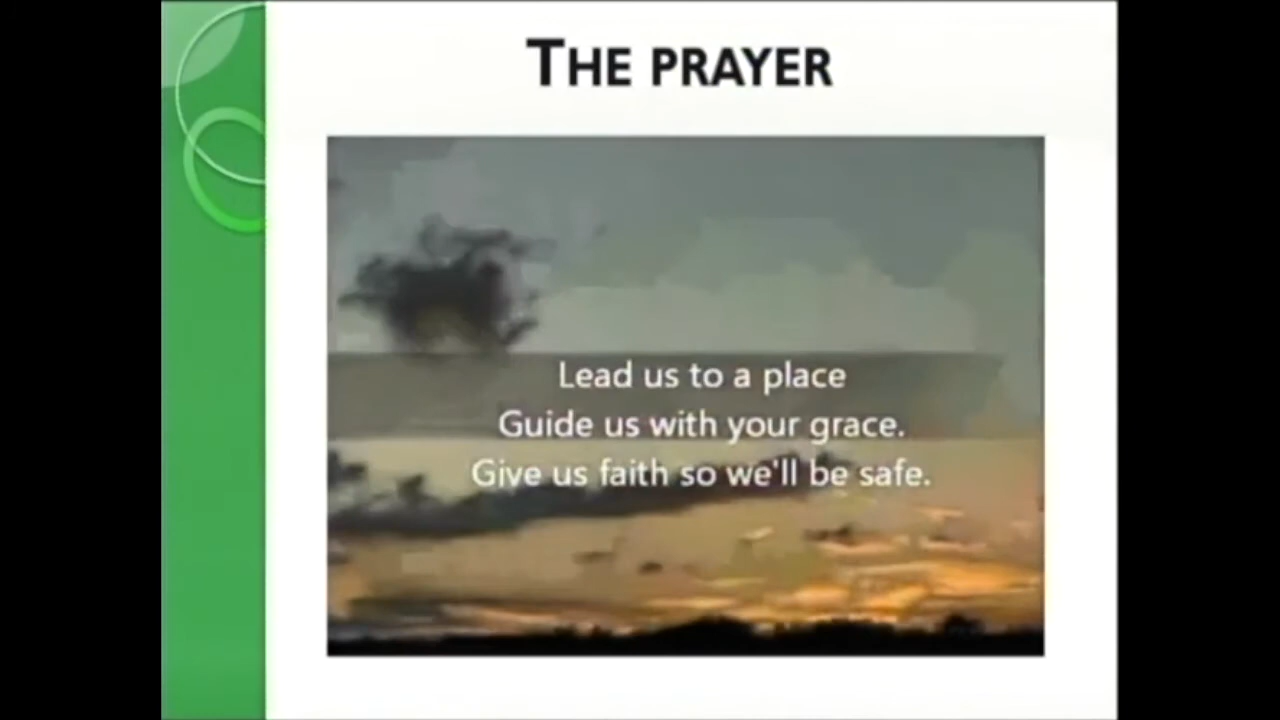 THE PRAYER
Lead us to a place
Guide us with your grace.
Give us faith so we'll be safe.